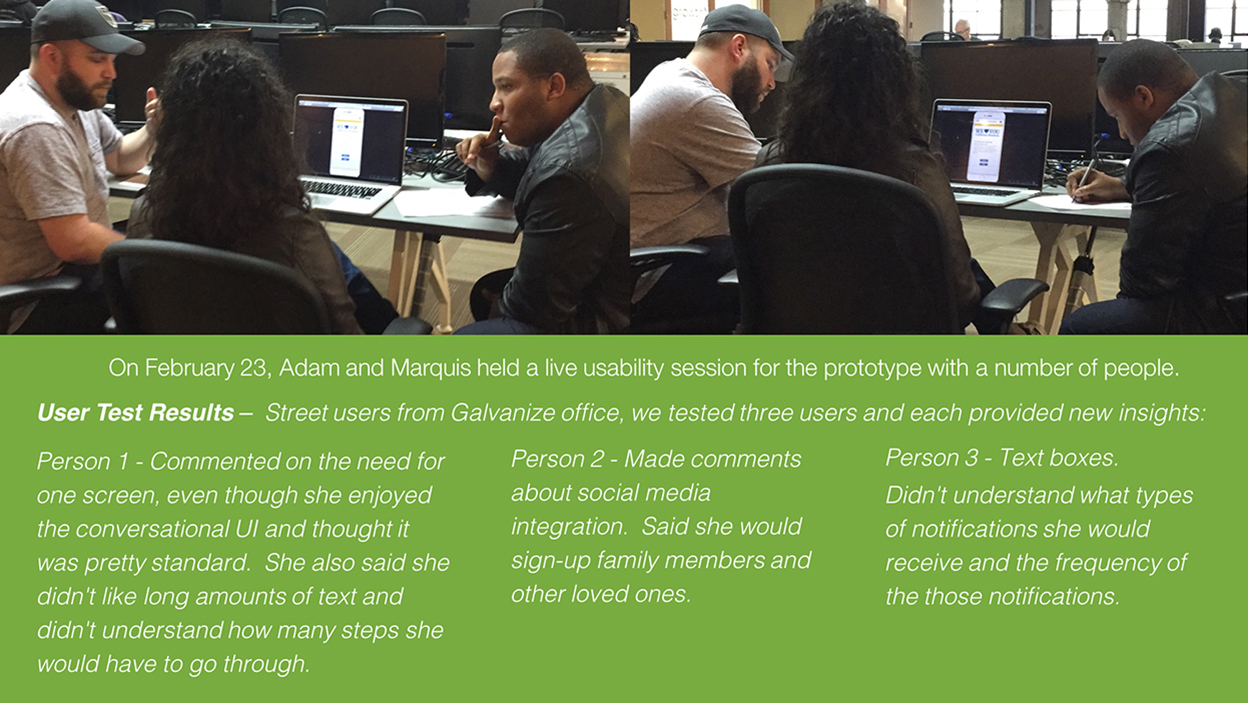 On February 23, Adam and Marquis held a live usability session for the prototype with a number of people.
User Test Results – Street users from Galvanize office, we tested three users and each provided new insights:
Person 1 - Commented on the need for
one screen, even though she enjoyed
the conversational UI and thought it
was pretty standard. She also said she
didn't like long amounts of text and
didn't understand how many steps she
would have to go through.
Person 2 - Made comments
about social media
integration. Said she would
sign-up family members and
other loved ones.
Person 3 - Text boxes.
Didn't understand what types
of notifications she would
receive and the frequency of
the those notifications.